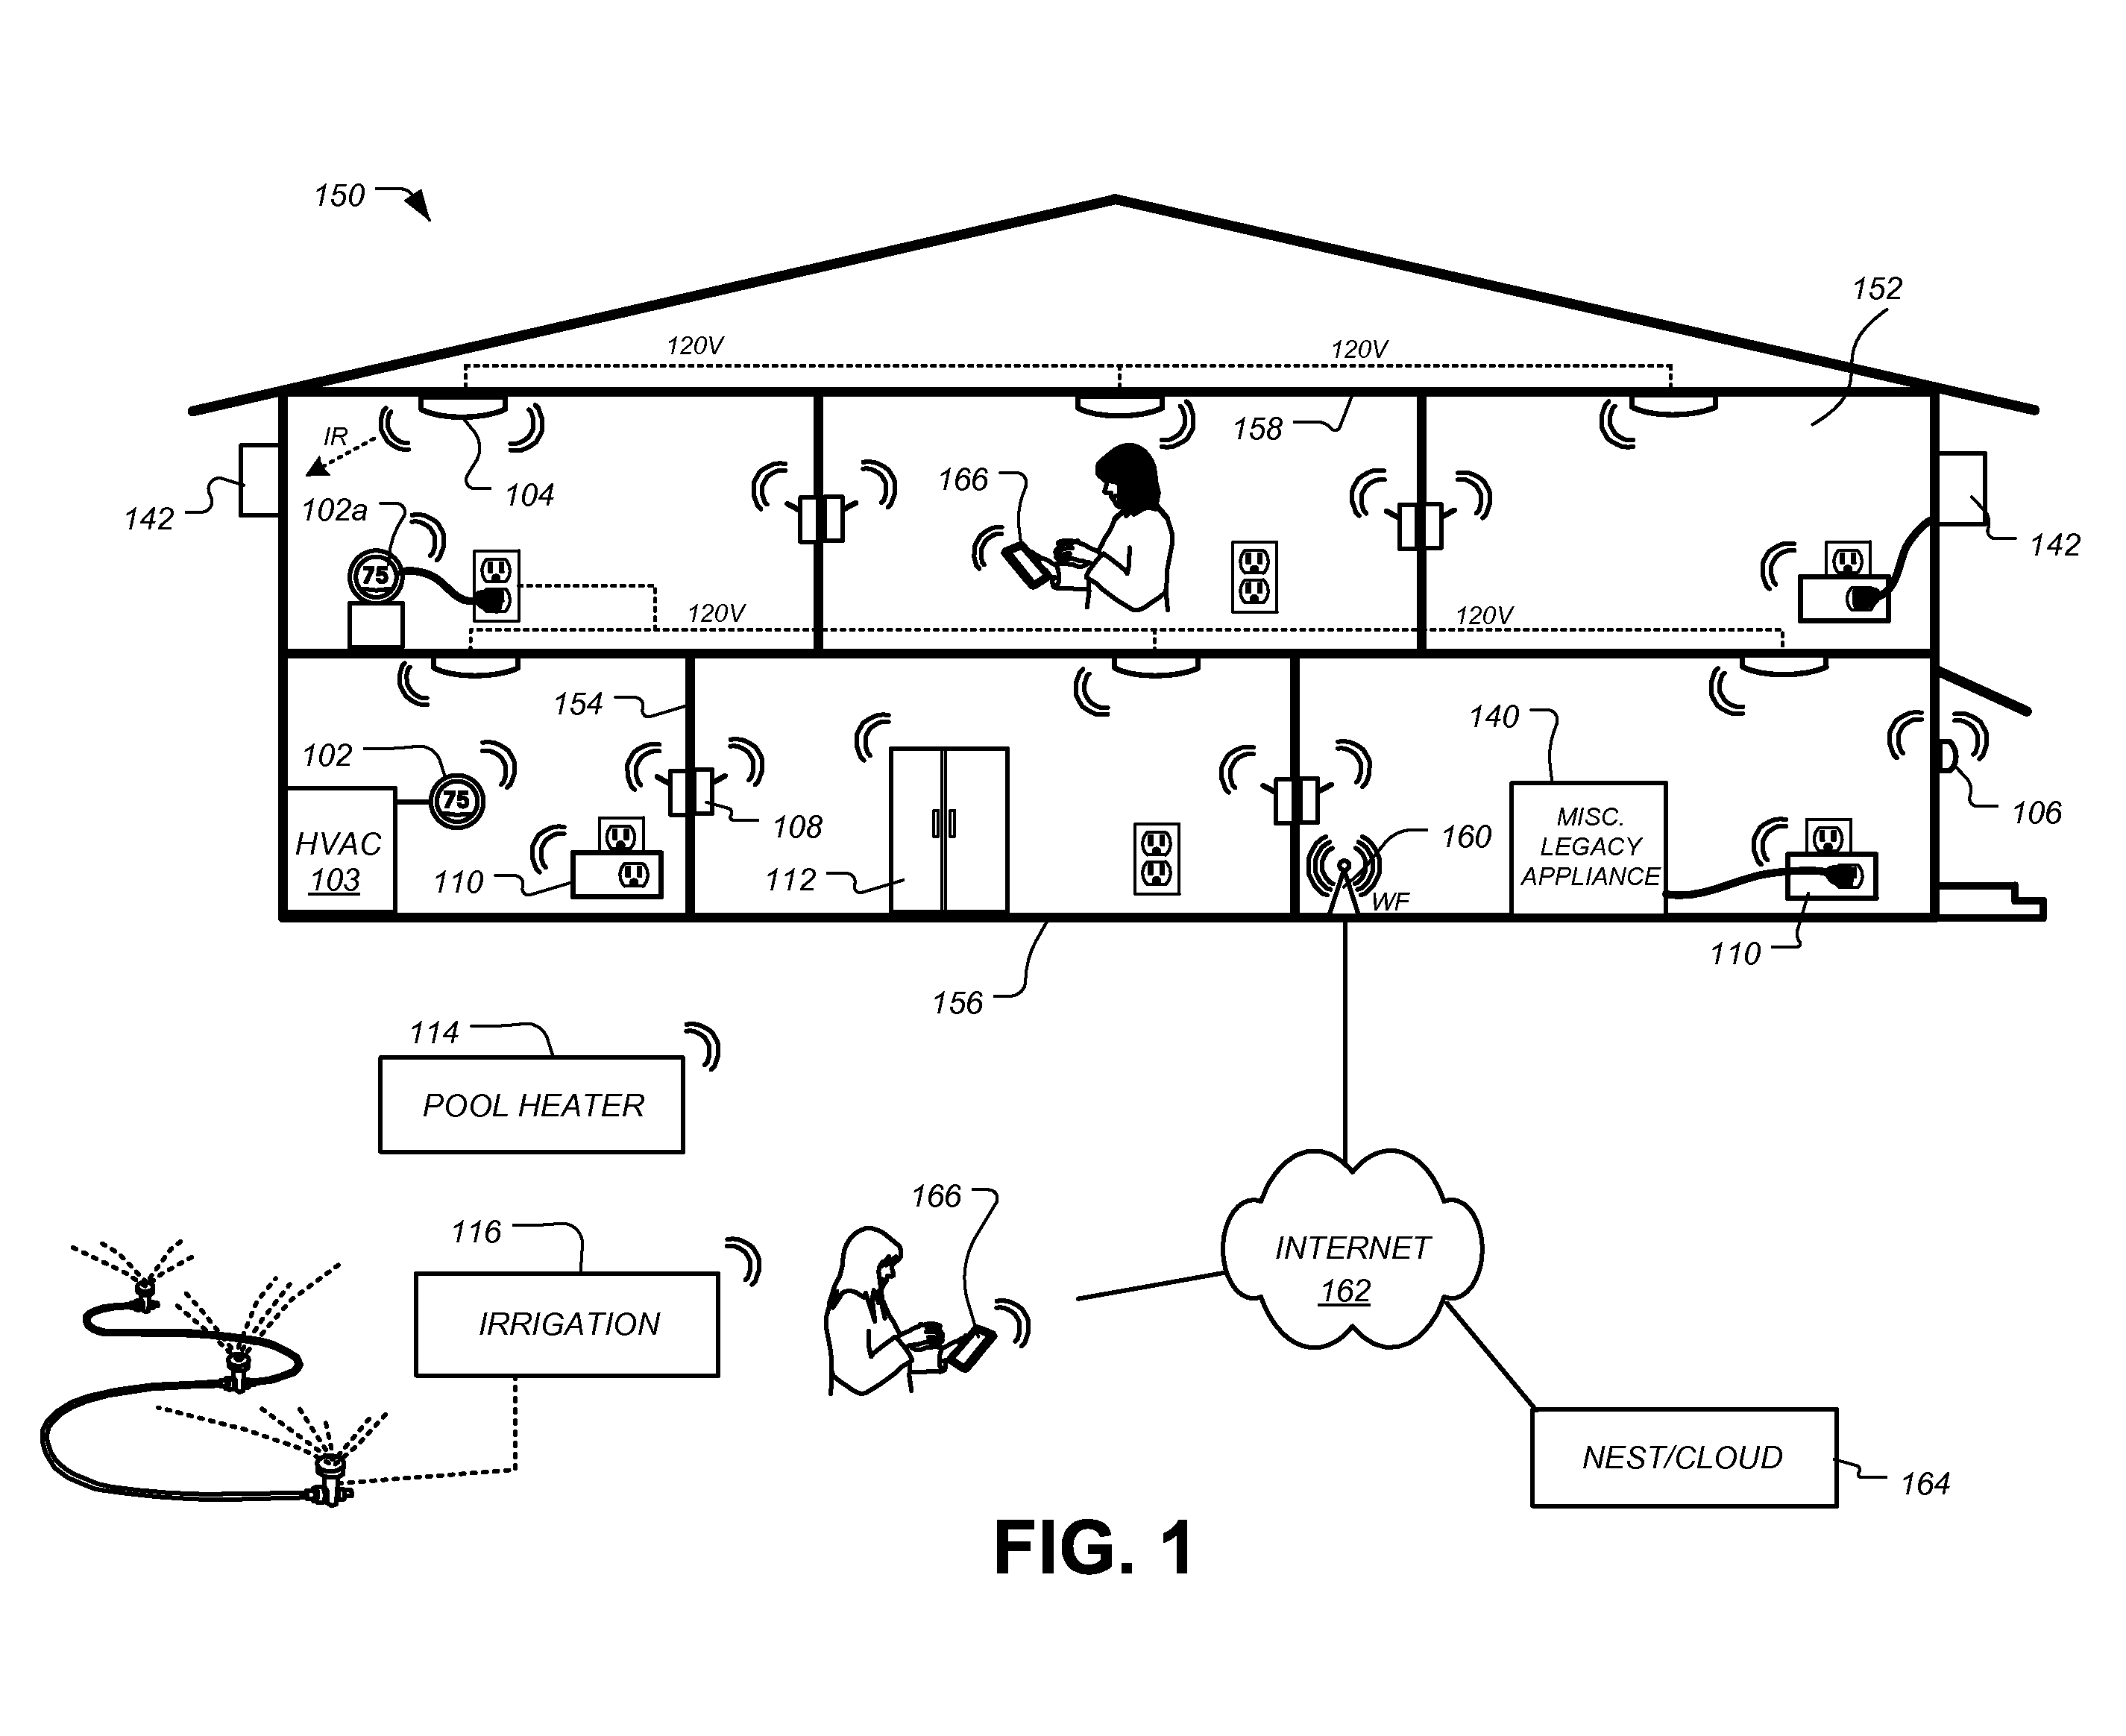 150
152
120V
120V
IR
158
142
104
166
102a
142
75
120V
120V
154
140
102
75
108
160
106
HVAC
103
110
112
MISC.
LEGACY
APPLIANCE
WF
110
156
114
POOL HEATER
166
116
INTERNET
162
IRRIGATION
NEST/CLOUD
164
FIG. 1